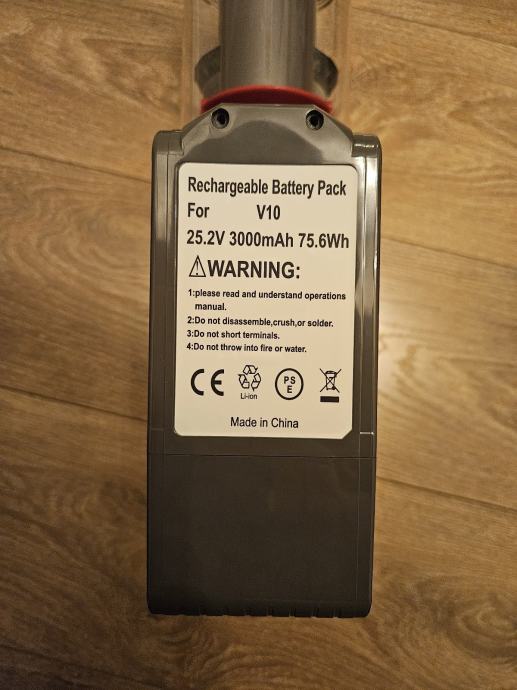 Rechargeable Battery Pack
For V10
25.2V 3000mAh 75.6Wh
⚠WARNING:
1:please read and understand operations
manual.
2:Do not disassemble,crush,or solder.
3:Do not short terminals.
4:Do not throw into fire or water.
CE Li-ion PS E
Made in China